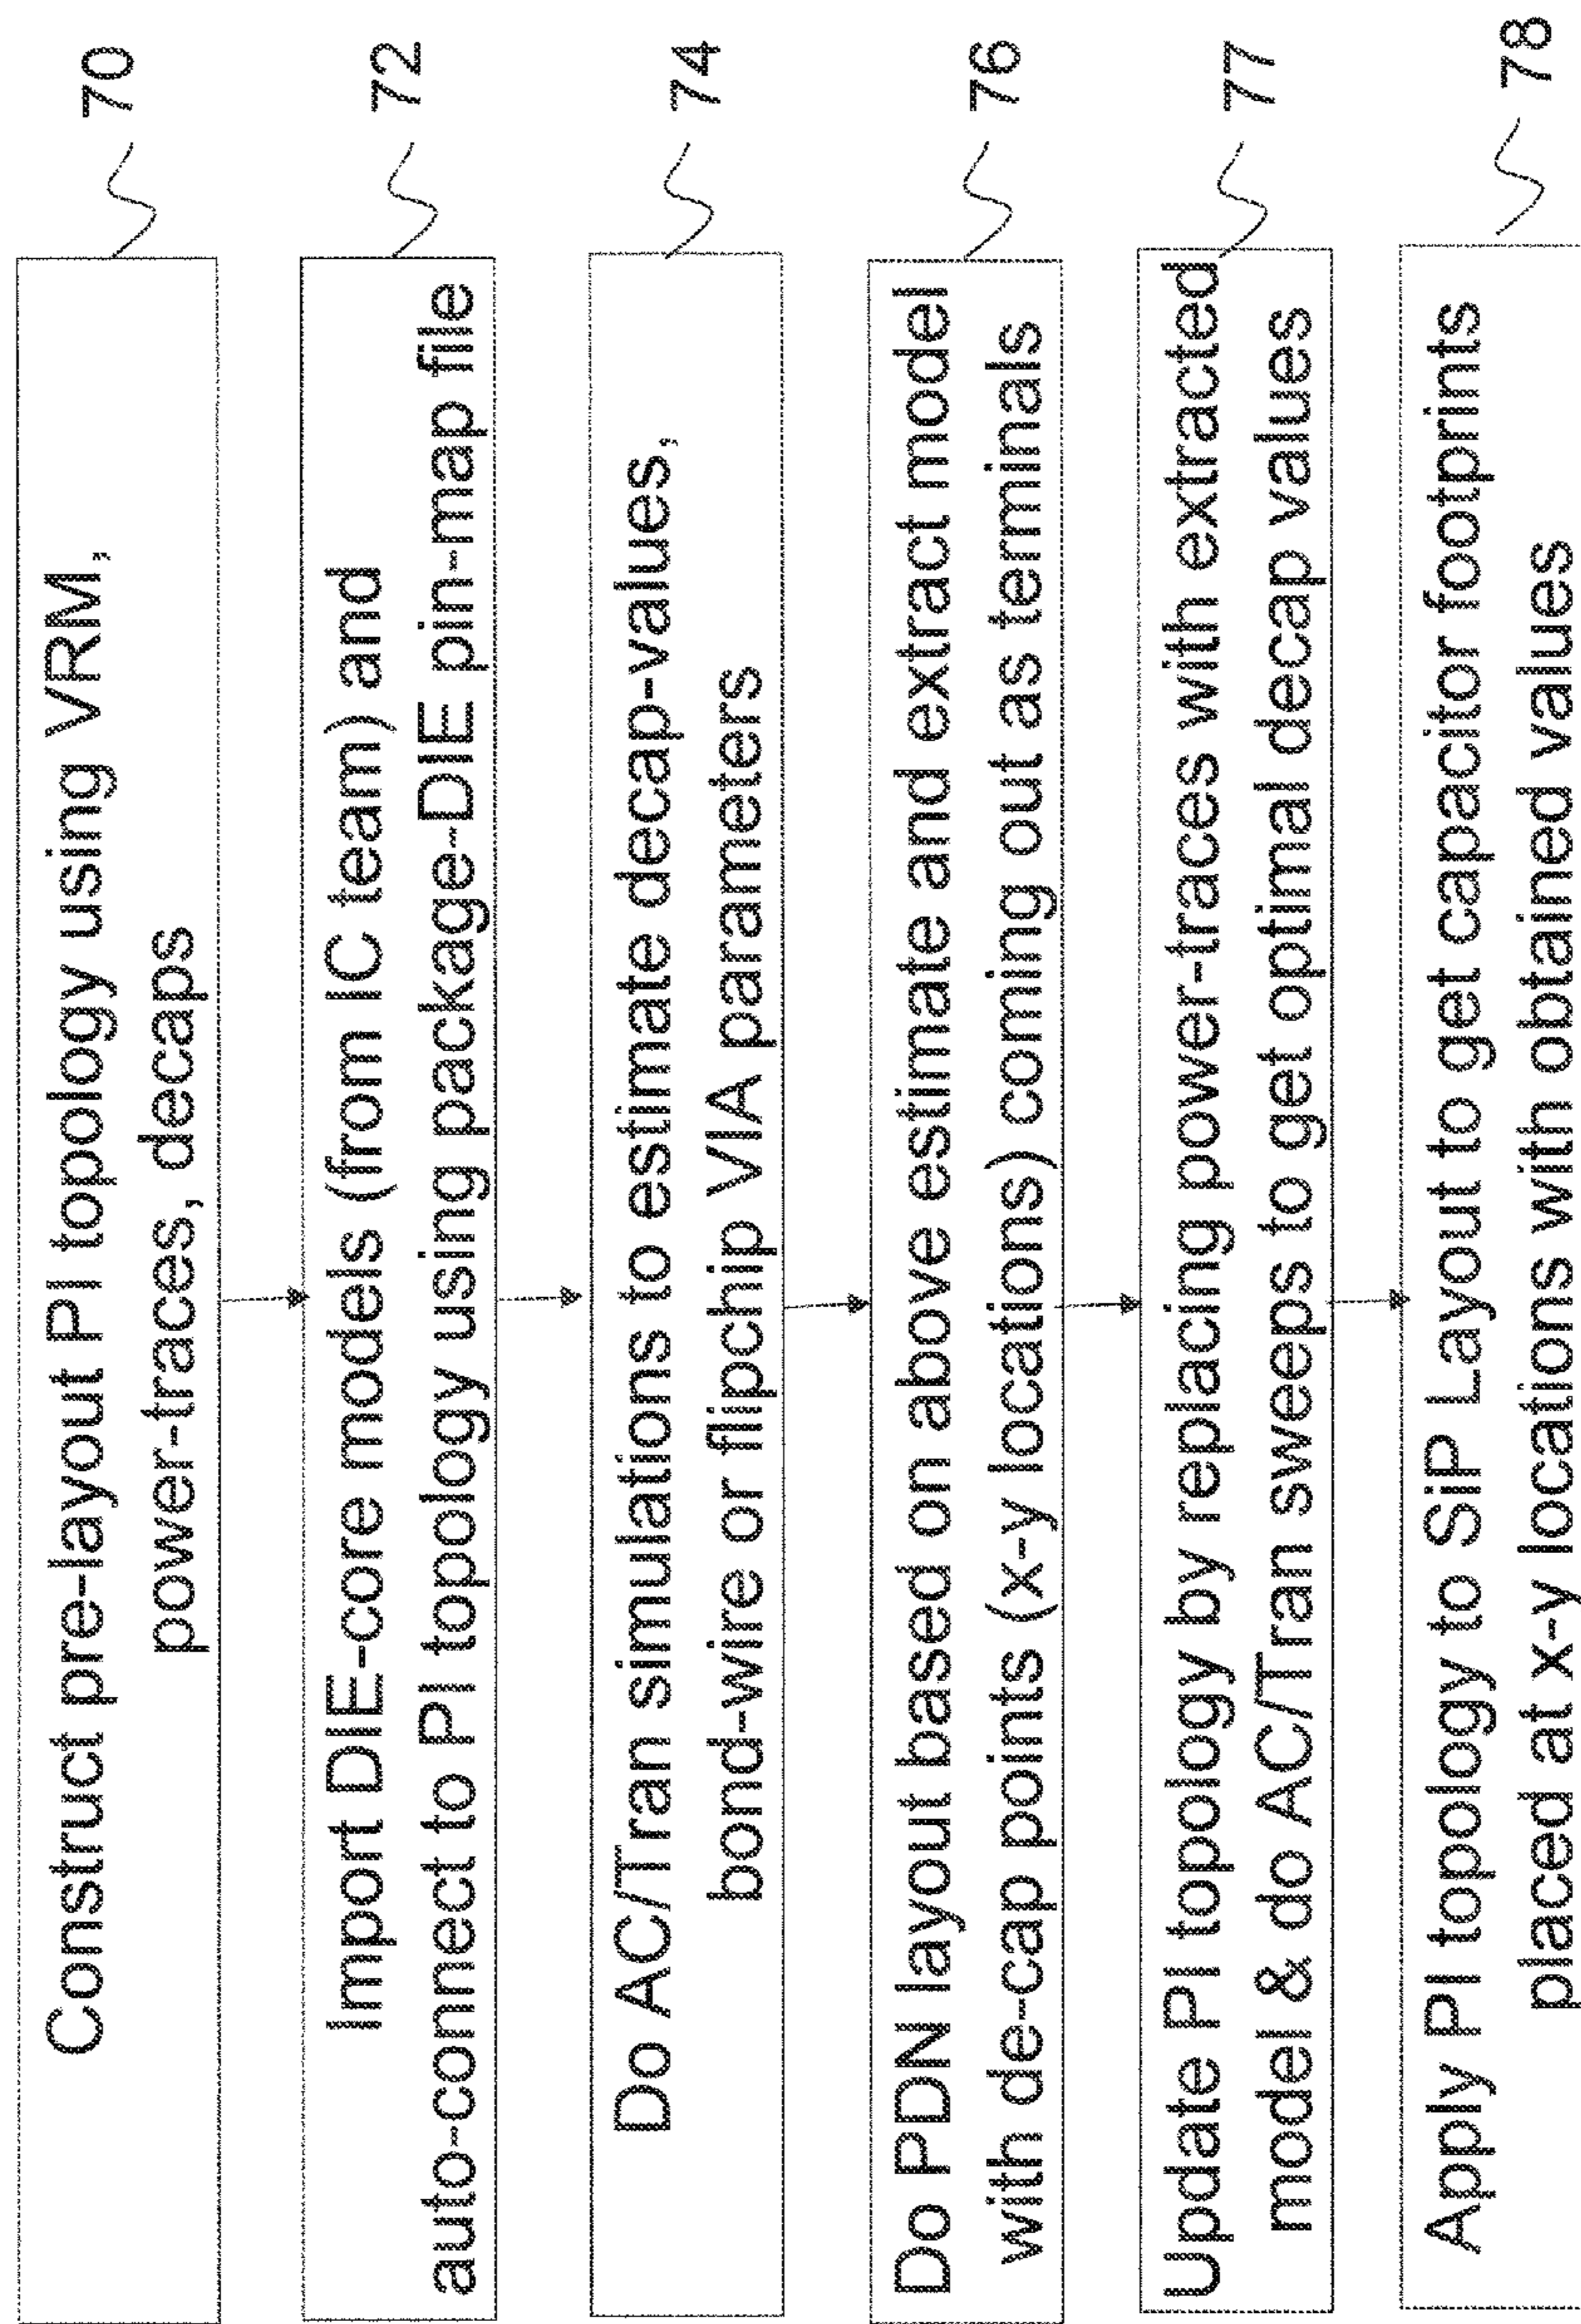 Construct pre-layout PI topology using VRM,
power-traces, decaps
70
Import DIE-core models (from IC team) and
auto-connect to PI topology using package-DIE pin-map file
72
Do AC/Tran simulations to estimate decap-values,
bond-wire or flipchip VIA parameters
74
Do PDN layout based on above estimate and extract model
with de-cap points (x-y locations) coming out as terminals
76
Update PI topology by replacing power-traces with extracted
model & do AC/Tran sweeps to get optimal decap values
77
Apply PI topology to SiP Layout to get capacitor footprints
placed at x-y locations with obtained values
78